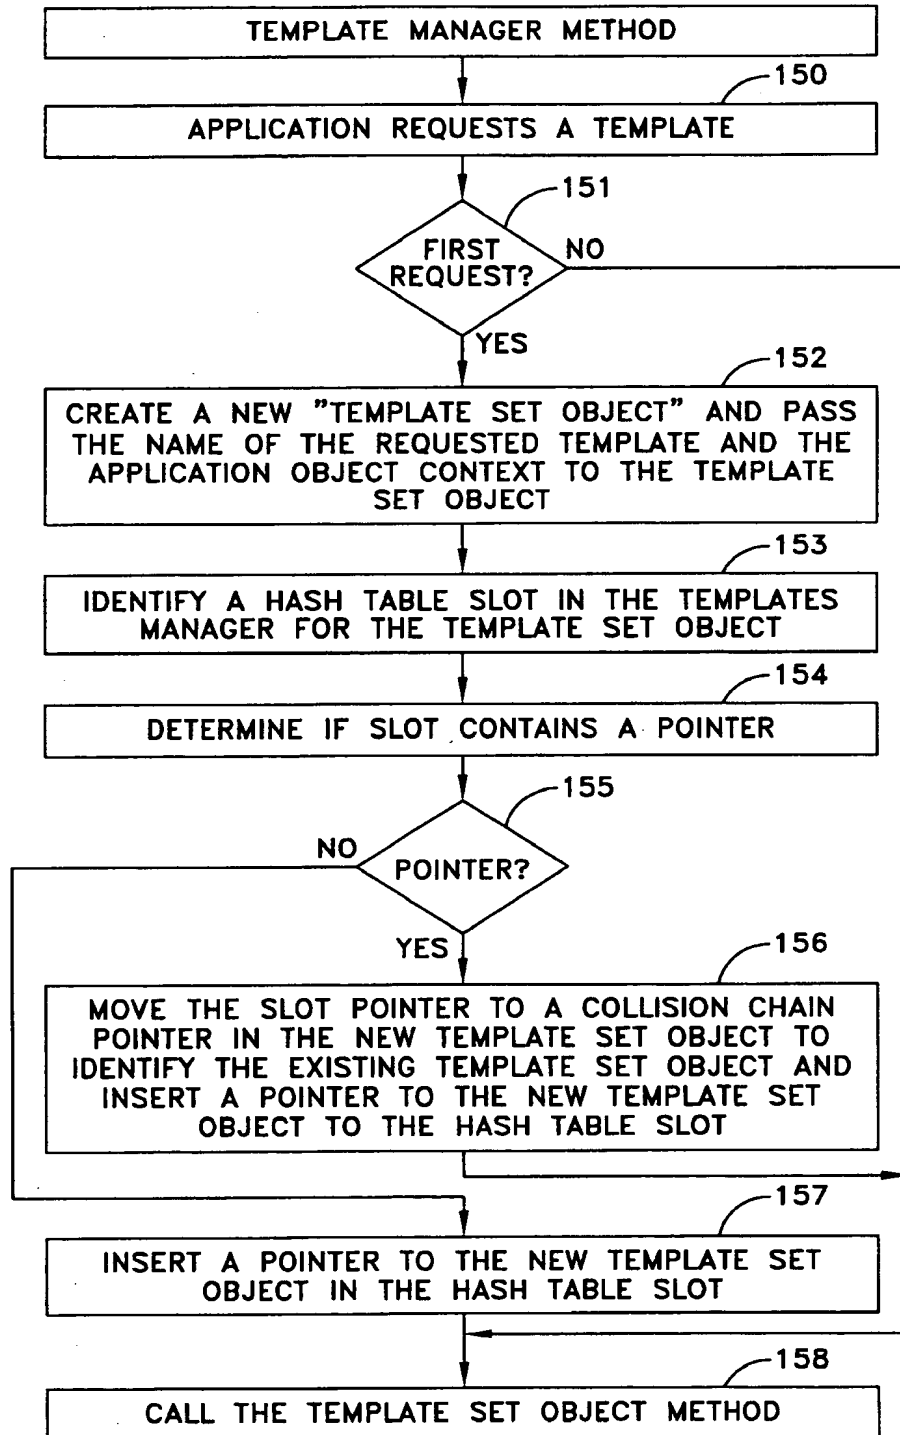 TEMPLATE MANAGER METHOD
150
APPLICATION REQUESTS A TEMPLATE
151
FIRST
REQUEST?
NO
YES
152
CREATE A NEW "TEMPLATE SET OBJECT" AND PASS
THE NAME OF THE REQUESTED TEMPLATE AND THE
APPLICATION OBJECT CONTEXT TO THE TEMPLATE
SET OBJECT
153
IDENTIFY A HASH TABLE SLOT IN THE TEMPLATES
MANAGER FOR THE TEMPLATE SET OBJECT
154
DETERMINE IF SLOT CONTAINS A POINTER
155
NO
POINTER?
YES
156
MOVE THE SLOT POINTER TO A COLLISION CHAIN
POINTER IN THE NEW TEMPLATE SET OBJECT TO
IDENTIFY THE EXISTING TEMPLATE SET OBJECT AND
INSERT A POINTER TO THE NEW TEMPLATE SET
OBJECT TO THE HASH TABLE SLOT
157
INSERT A POINTER TO THE NEW TEMPLATE SET
OBJECT IN THE HASH TABLE SLOT
158
CALL THE TEMPLATE SET OBJECT METHOD